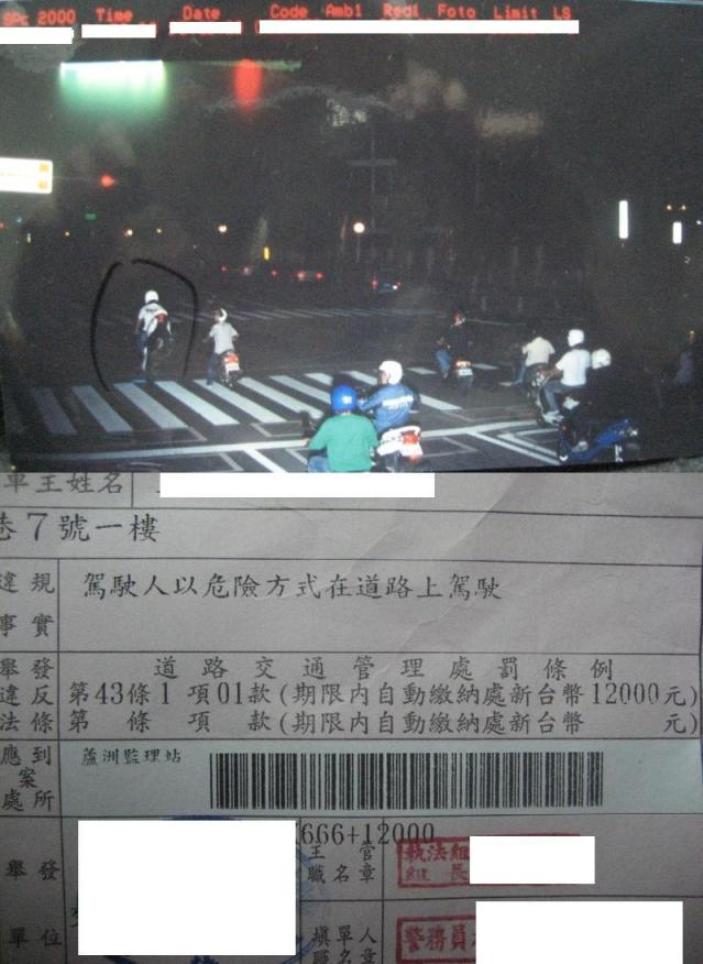 SPc 2000 Time Date Code Amb1 Red1 Foto Limit LS
車主姓名
巷7號一樓
違規事實
駕駛人以危險方式在道路上駕駛
舉發違反法條
道路交通管理處罰條例
第43條1項01款(期限內自動繳納處新台幣12000元)
第 條 項 款(期限內自動繳納處新台幣 元)
應到案處所
蘆洲監理站
666+12000
舉發單位
主官職名章
執法組組長
填單人職名章
警務員